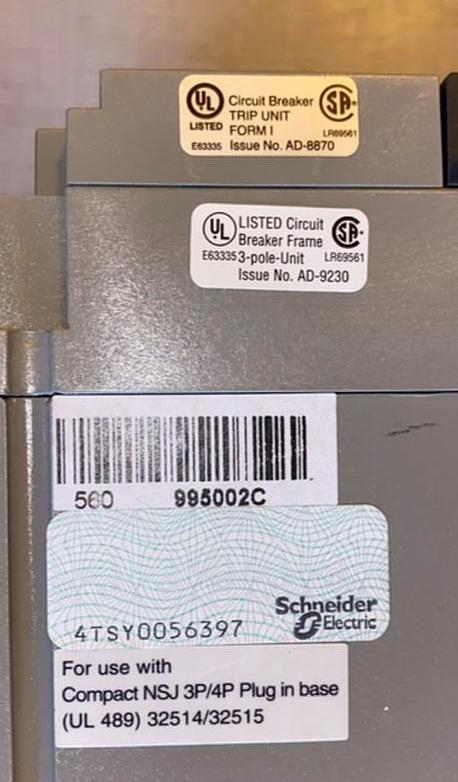 UL Circuit Breaker SA
LISTED TRIP UNIT
FORM I LR69561
E63335 Issue No. AD-8870
UL LISTED Circuit SA
Breaker Frame
E63335 3-pole-Unit LR69561
Issue No. AD-9230
560 995002C
Schneider
Electric
4TSY0056397
For use with
Compact NSJ 3P/4P Plug in base
(UL 489) 32514/32515